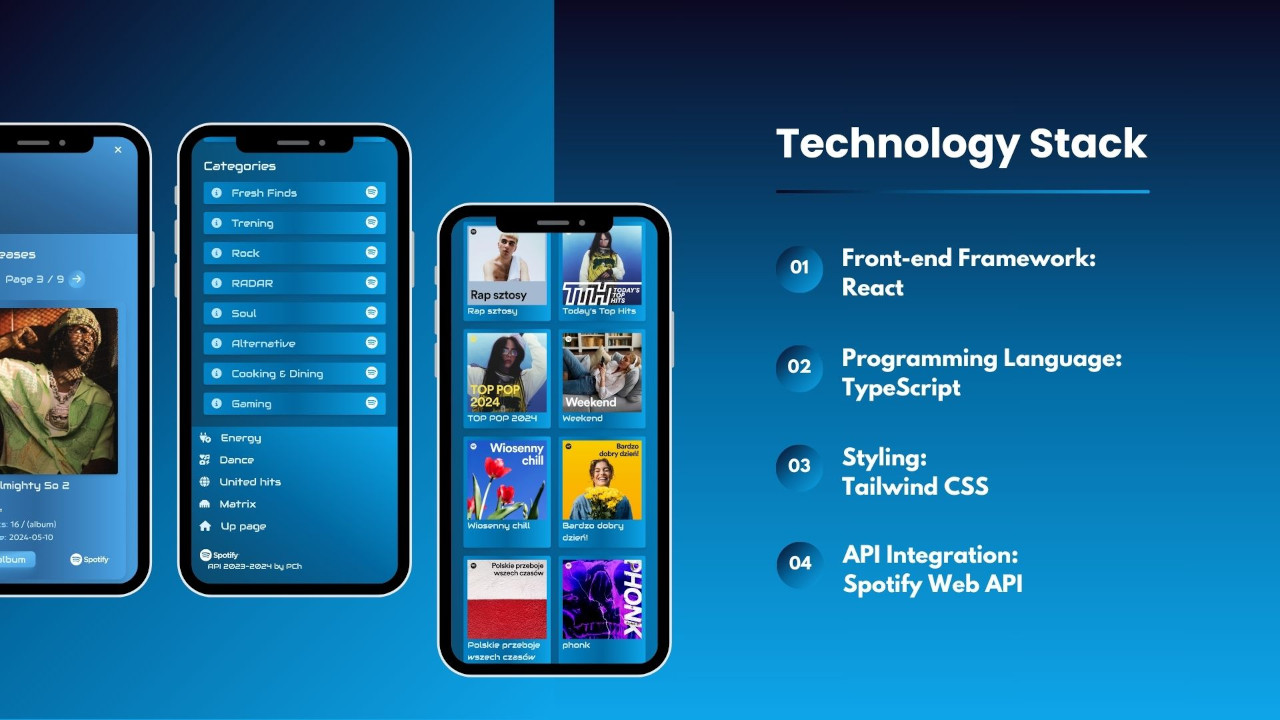 eases
Page 3 / 9
lmighty So 2
s: 16 / (album)
e: 2024-05-10
album
Spotify
Categories
Fresh Finds
Trening
Rock
RADAR
Soul
Alternative
Cooking & Dining
Gaming
Energy
Dance
United hits
Matrix
Up page
Spotify
API 2023-2024 by PCh
Rap sztosy
Rap sztosy
TTH TODAY'S
TOP
HITS
Today's Top Hits
TOP POP
2024
TOP POP 2024
Weekend
Weekend
Wiosenny
chill
Wiosenny chill
Bardzo
dobry dzień!
Bardzo dobry
dzień!
Polskie przeboje
wszech czasów
Polskie przeboje
wszech czasów
PHONK
phonk
Technology Stack
01
Front-end Framework:
React
02
Programming Language:
TypeScript
03
Styling:
Tailwind CSS
04
API Integration:
Spotify Web API